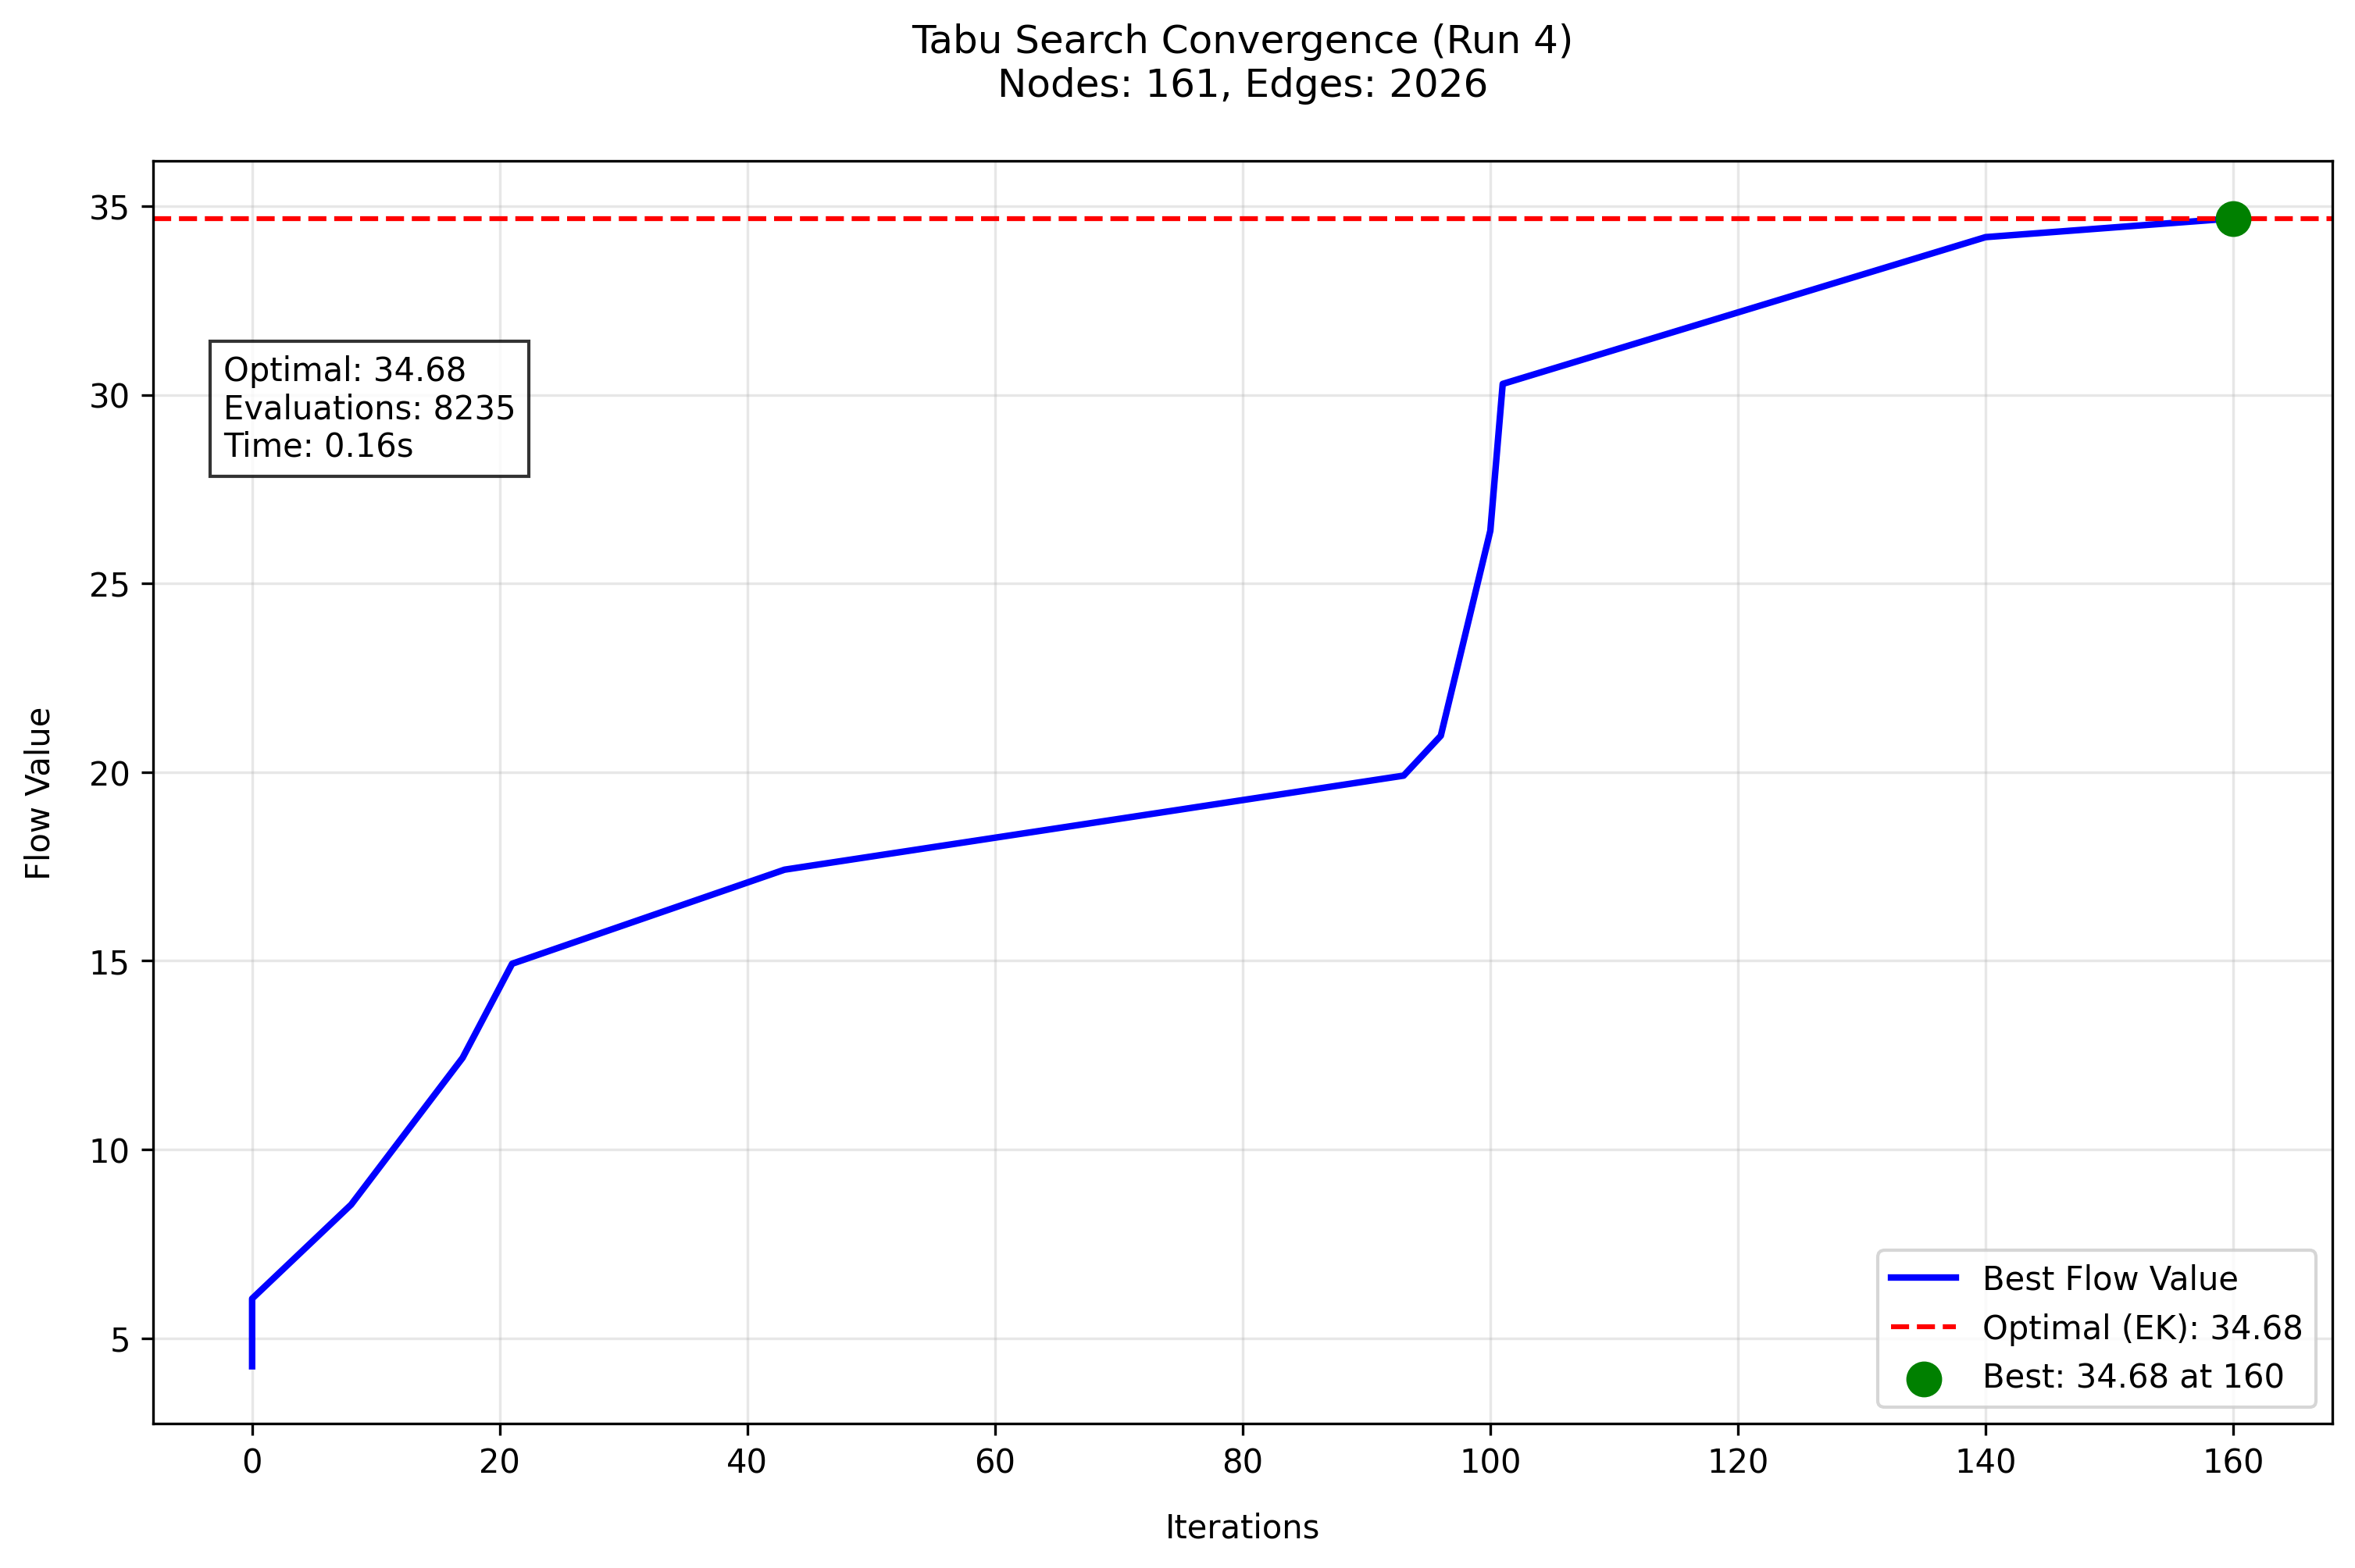 Tabu Search Convergence (Run 4)
Nodes: 161, Edges: 2026
35
30
25
20
15
10
5
Flow Value
Optimal: 34.68
Evaluations: 8235
Time: 0.16s
Best Flow Value
Optimal (EK): 34.68
Best: 34.68 at 160
0 20 40 60 80 100 120 140 160
Iterations